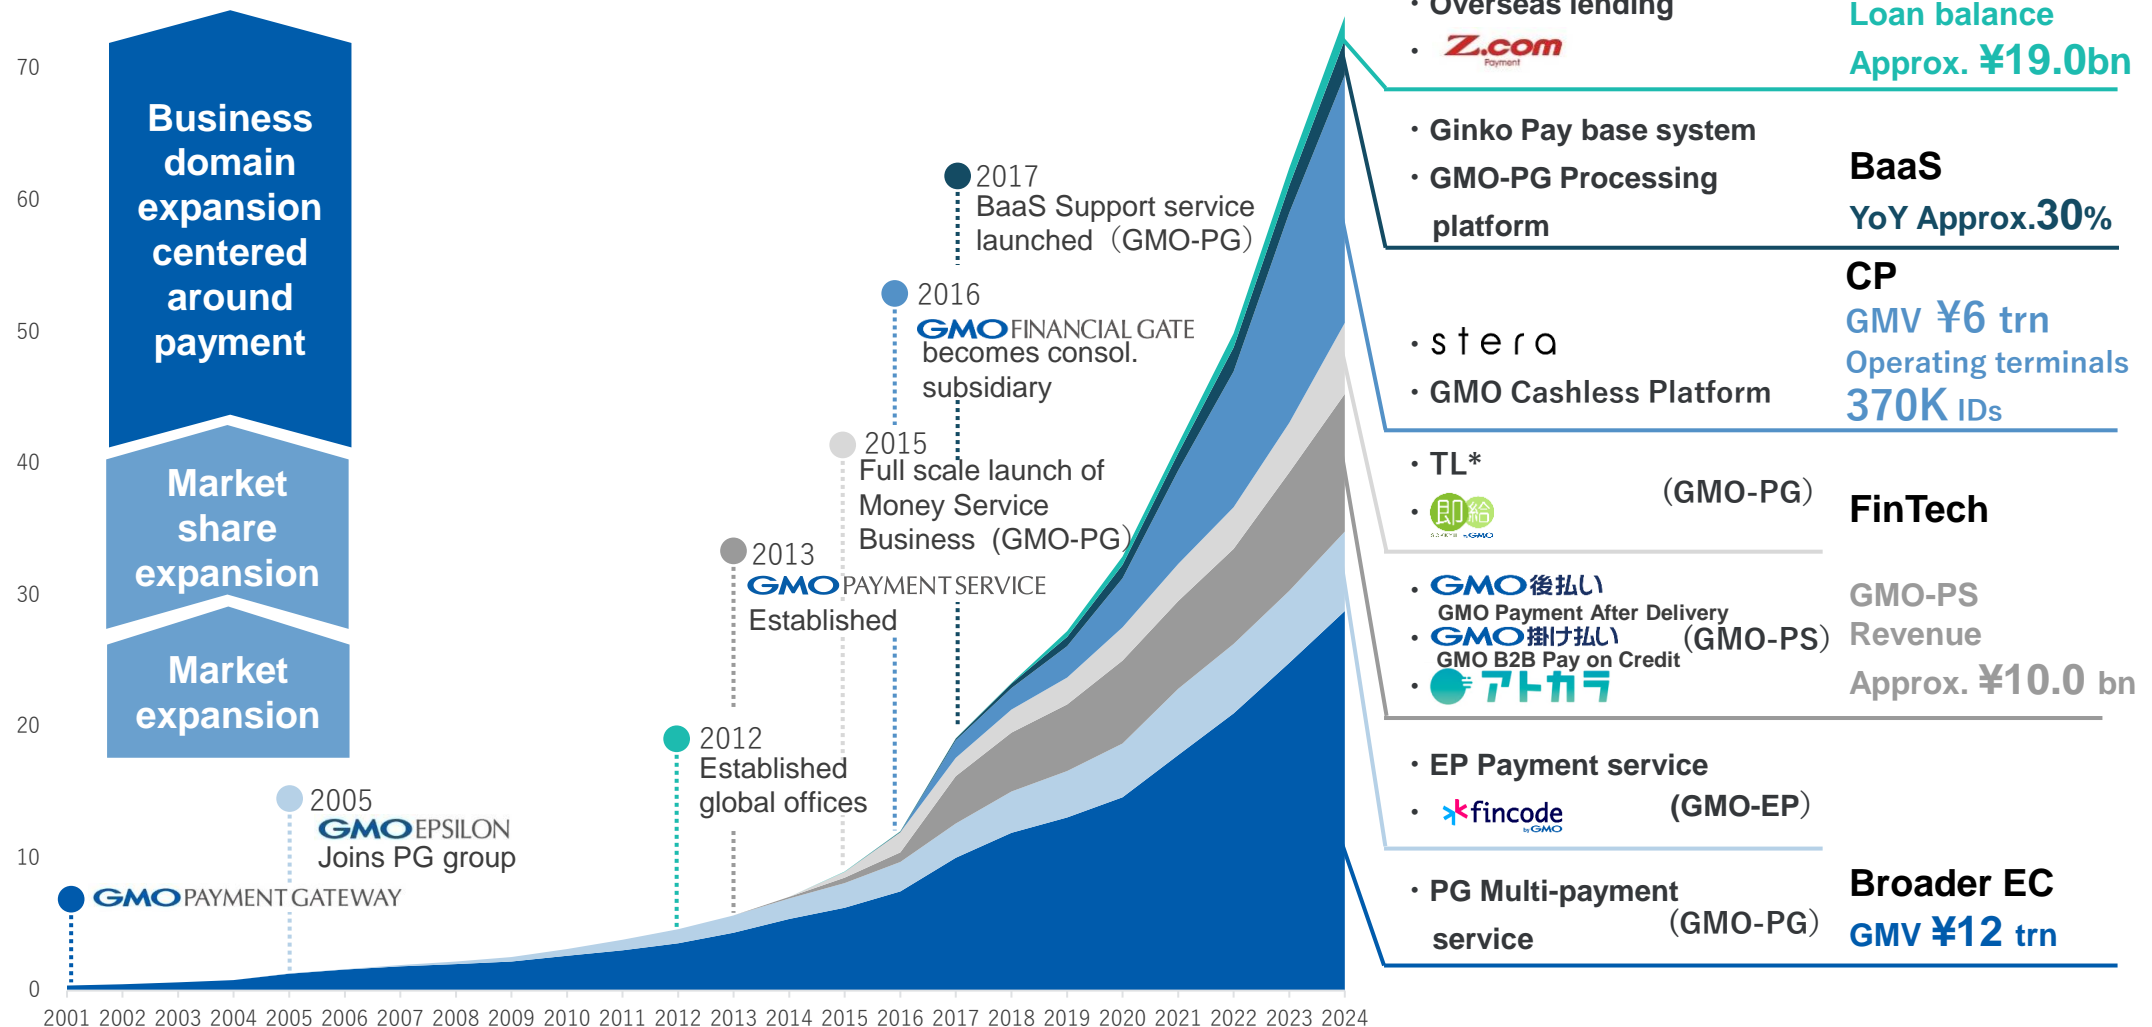 70
60
50
40
30
20
10
0
Business
domain
expansion
centered
around
payment
Market
share
expansion
Market
expansion
GMO PAYMENT GATEWAY
2005
GMO EPSILON
Joins PG group
2012
Established
global offices
2013
GMO PAYMENT SERVICE
Established
2015
Full scale launch of
Money Service
Business (GMO-PG)
2016
GMO FINANCIAL GATE
becomes consol.
subsidiary
2017
BaaS Support service
launched（GMO-PG）
2001 2002 2003 2004 2005 2006 2007 2008 2009 2010 2011 2012 2013 2014 2015 2016 2017 2018 2019 2020 2021 2022 2023 2024
・Overseas lending
・Z.com
Payment
Loan balance
Approx. ¥19.0bn
・Ginko Pay base system
・GMO-PG Processing
platform
BaaS
YoY Approx.30%
・stera
・GMO Cashless Platform
CP
GMV ¥6 trn
Operating terminals
370K IDs
・TL*
・即給
by GMO
(GMO-PG）
FinTech
・GMO後払い
GMO Payment After Delivery
・GMO掛け払い
GMO B2B Pay on Credit
・アトカラ
(GMO-PS）
GMO-PS
Revenue
Approx. ¥10.0 bn
・EP Payment service
・fincode
by GMO
(GMO-EP）
・PG Multi-payment
service
（GMO-PG）
Broader EC
GMV ¥12 trn